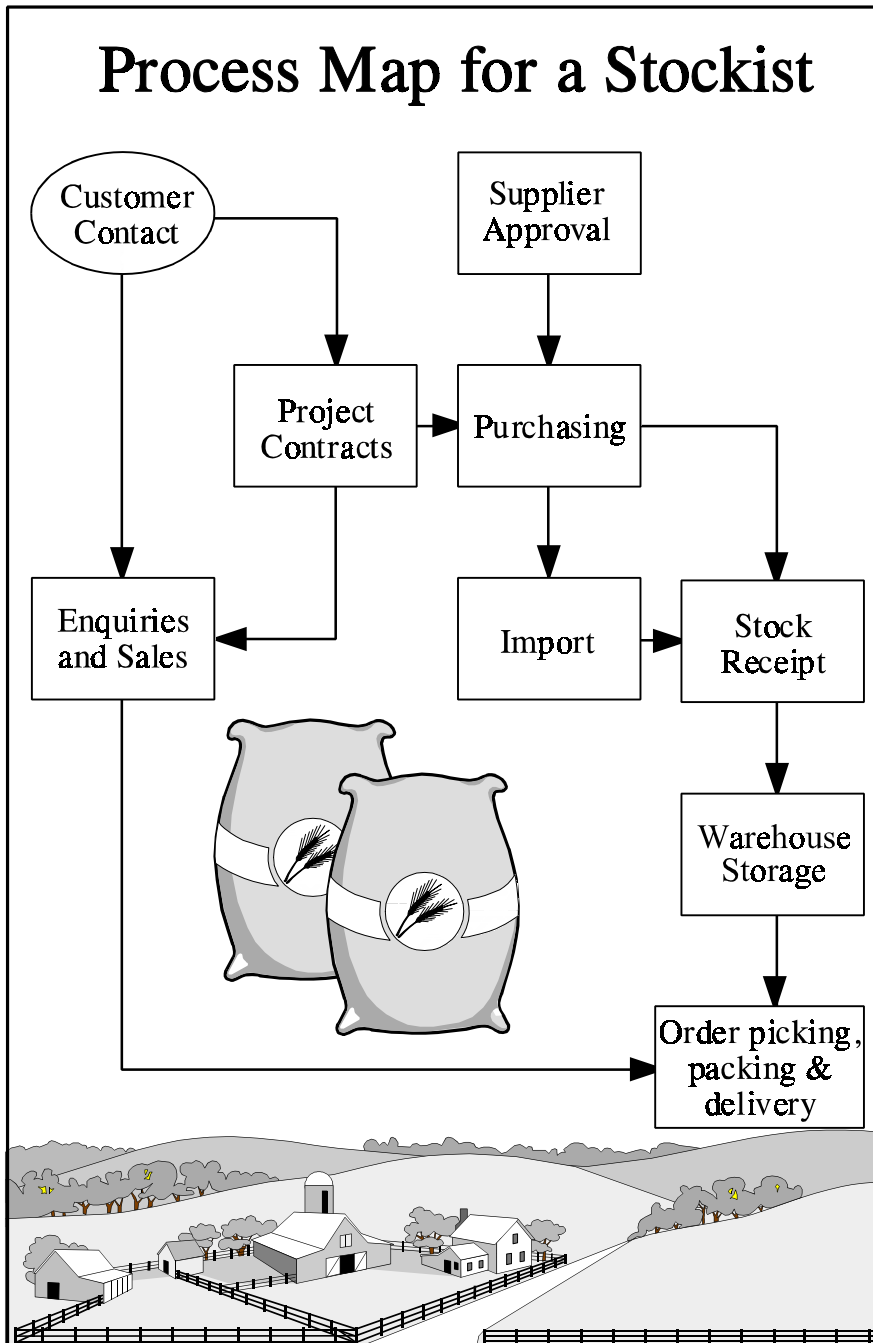 Process Map for a Stockist
Customer
Contact
Supplier
Approval
Project
Contracts
Purchasing
Enquiries
and Sales
Import
Stock
Receipt
Warehouse
Storage
Order picking,
packing &
delivery